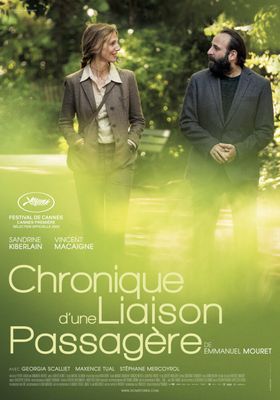 FESTIVAL DE CANNES
CANNES PREMIÈRE
SÉLECTION OFFICIELLE 2022
SANDRINE
KIBERLAIN
VINCENT
MACAIGNE
Chronique
d'une Liaison
Passagère
DE
EMMANUEL MOURET
AVEC GEORGIA SCALLIET MAXENCE TUAL STÉPHANE MERCOYROL